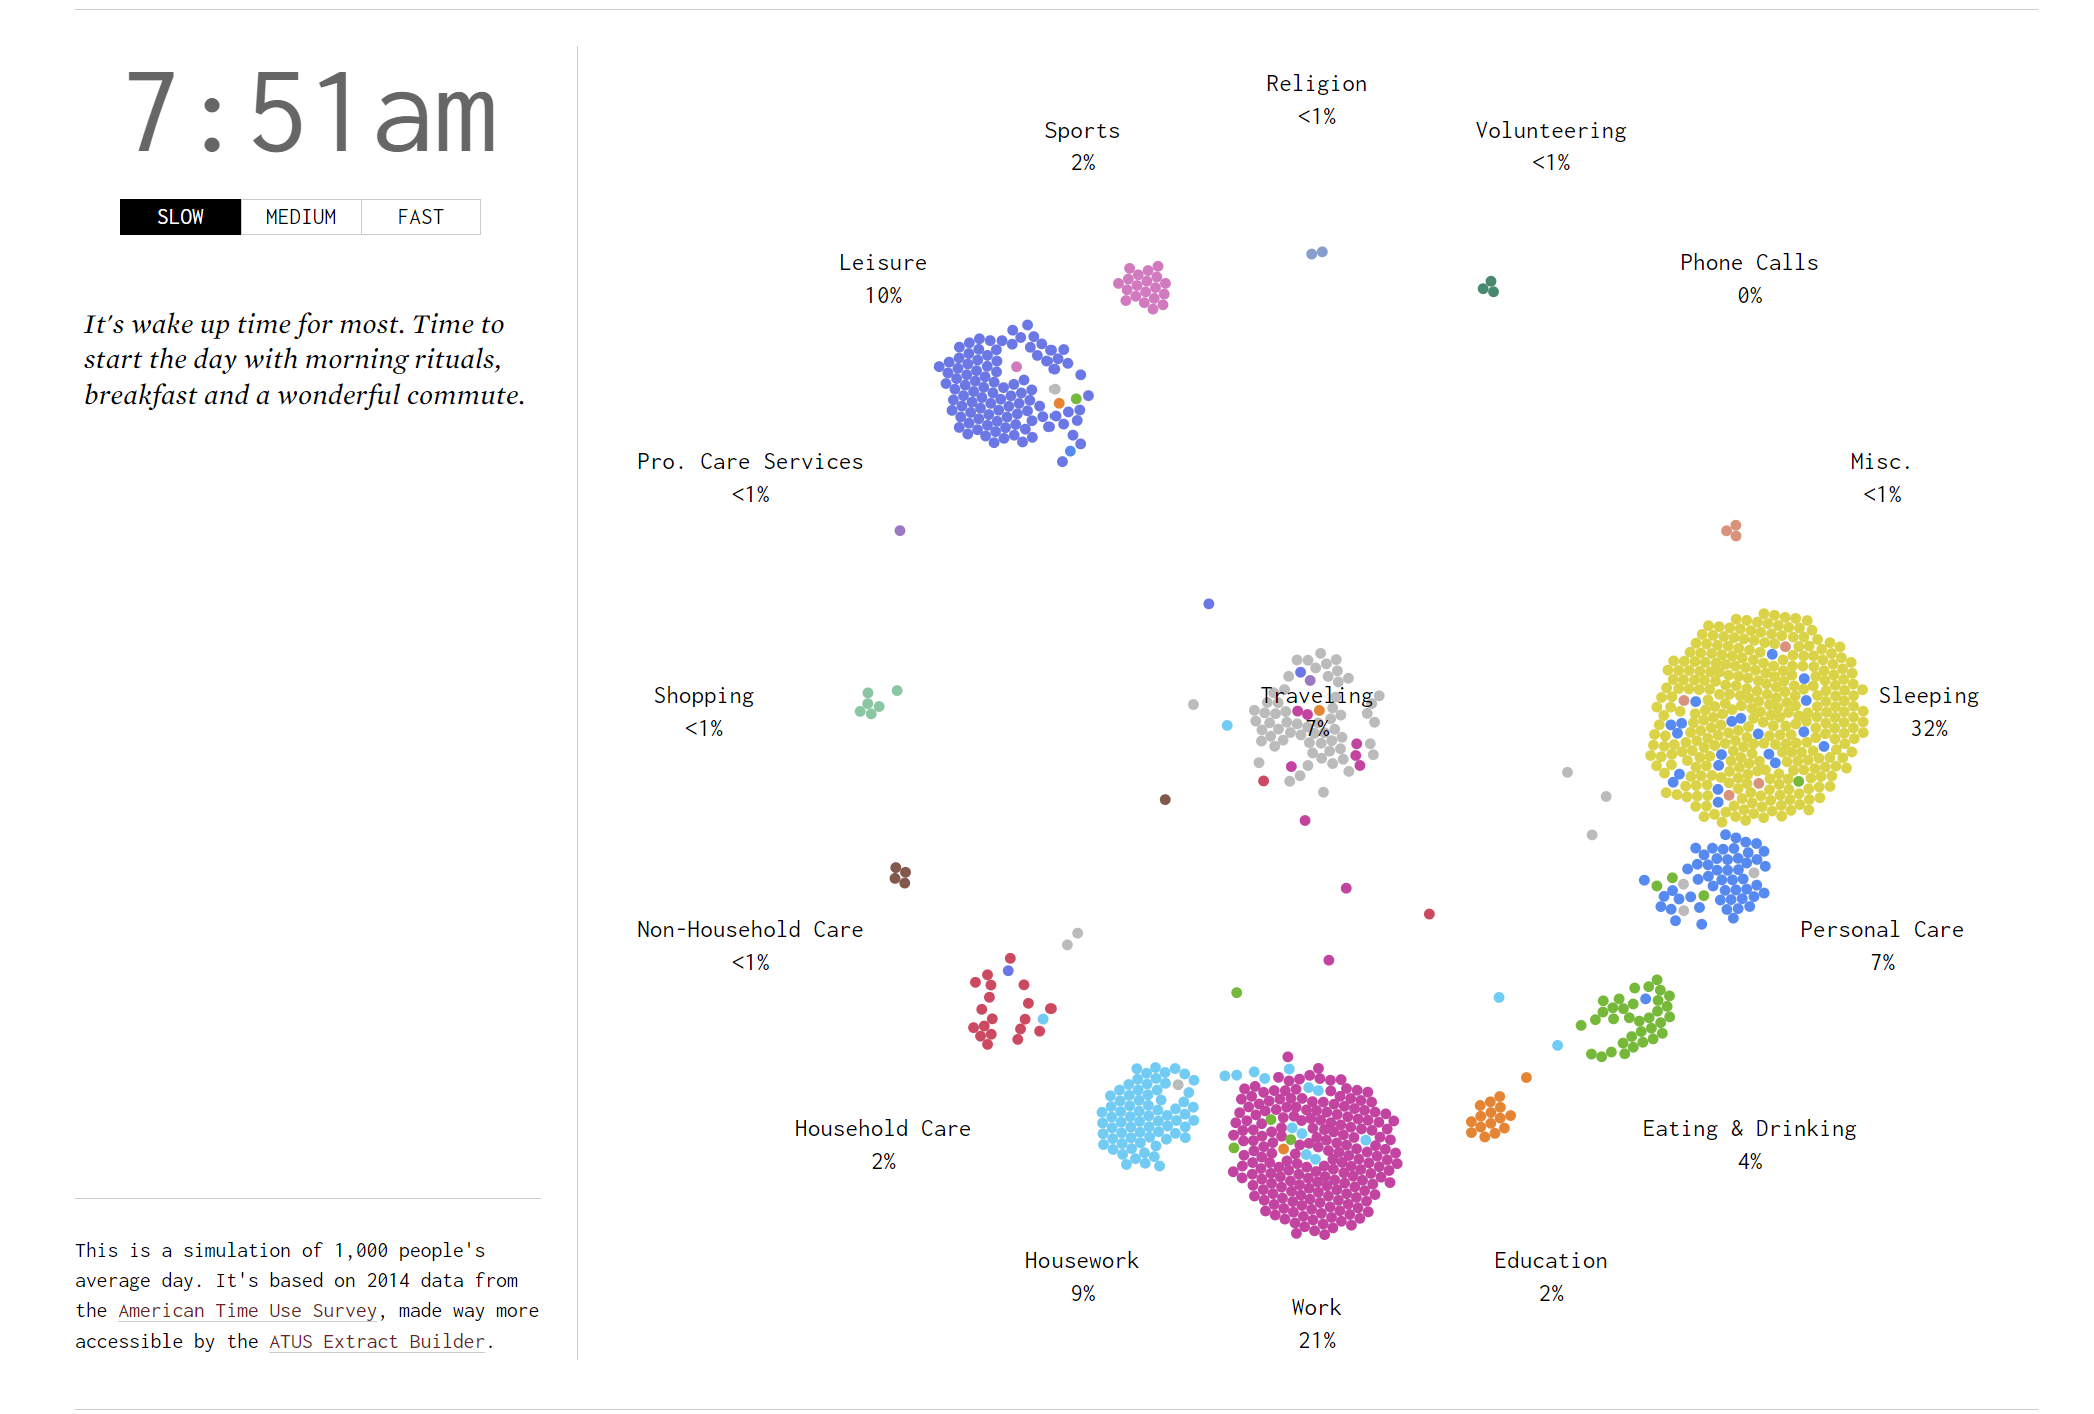 7:51am
SLOW MEDIUM FAST
It's wake up time for most. Time to
start the day with morning rituals,
breakfast and a wonderful commute.
This is a simulation of 1,000 people's
average day. It's based on 2014 data from
the American Time Use Survey, made way more
accessible by the ATUS Extract Builder.
Religion
<1%
Sports
2%
Volunteering
<1%
Leisure
10%
Phone Calls
0%
Pro. Care Services
<1%
Misc.
<1%
Shopping
<1%
Traveling
7%
Sleeping
32%
Non-Household Care
<1%
Personal Care
7%
Household Care
2%
Eating & Drinking
4%
Housework
9%
Education
2%
Work
21%